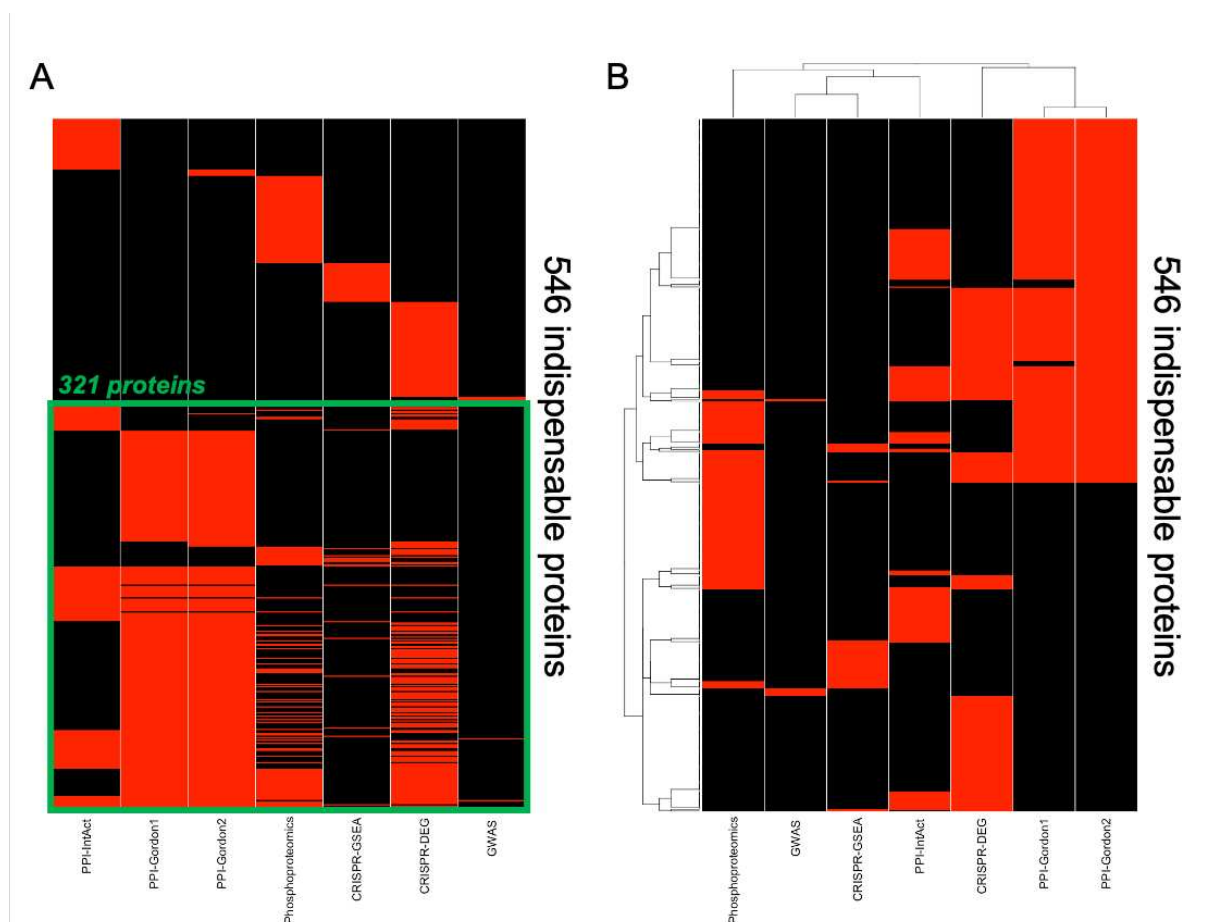 A
B
321 proteins
546 indispensable proteins
546 indispensable proteins
PPI-IntAct
PPI-Gordon1
PPI-Gordon2
Phosphoproteomics
CRISPR-GSEA
CRISPR-DEG
GWAS
Phosphoproteomics
GWAS
CRISPR-GSEA
PPI-IntAct
CRISPR-DEG
PPI-Gordon1
PPI-Gordon2